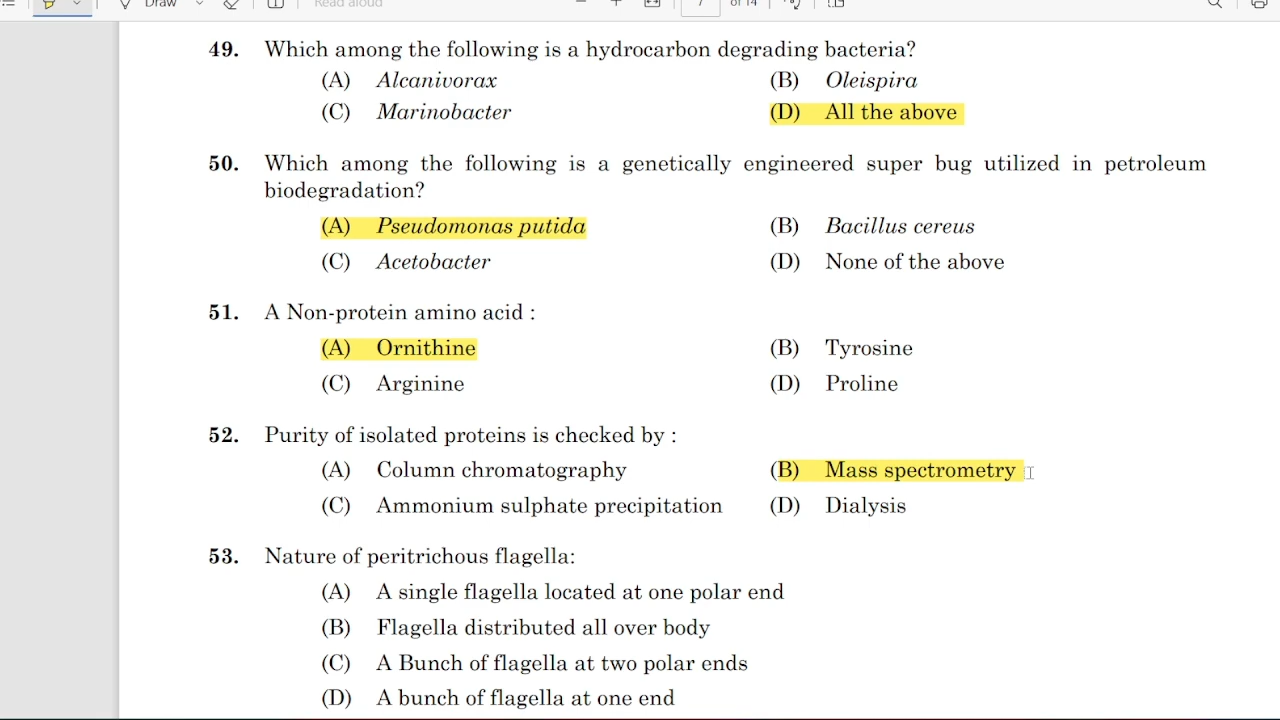 Draw
Read aloud
7
of 14
49. Which among the following is a hydrocarbon degrading bacteria?
(A) Alcanivorax (B) Oleispira
(C) Marinobacter (D) All the above
50. Which among the following is a genetically engineered super bug utilized in petroleum
biodegradation?
(A) Pseudomonas putida (B) Bacillus cereus
(C) Acetobacter (D) None of the above
51. A Non-protein amino acid :
(A) Ornithine (B) Tyrosine
(C) Arginine (D) Proline
52. Purity of isolated proteins is checked by :
(A) Column chromatography (B) Mass spectrometry
(C) Ammonium sulphate precipitation (D) Dialysis
53. Nature of peritrichous flagella:
(A) A single flagella located at one polar end
(B) Flagella distributed all over body
(C) A Bunch of flagella at two polar ends
(D) A bunch of flagella at one end